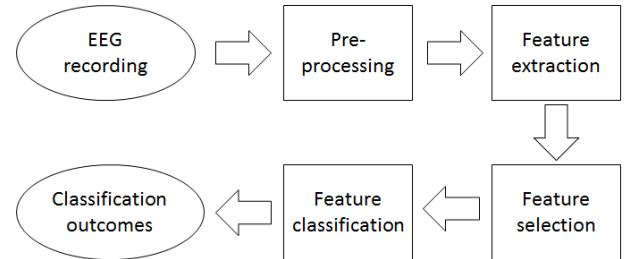 EEG
recording
Pre-
processing
Feature
extraction
Feature
selection
Feature
classification
Classification
outcomes